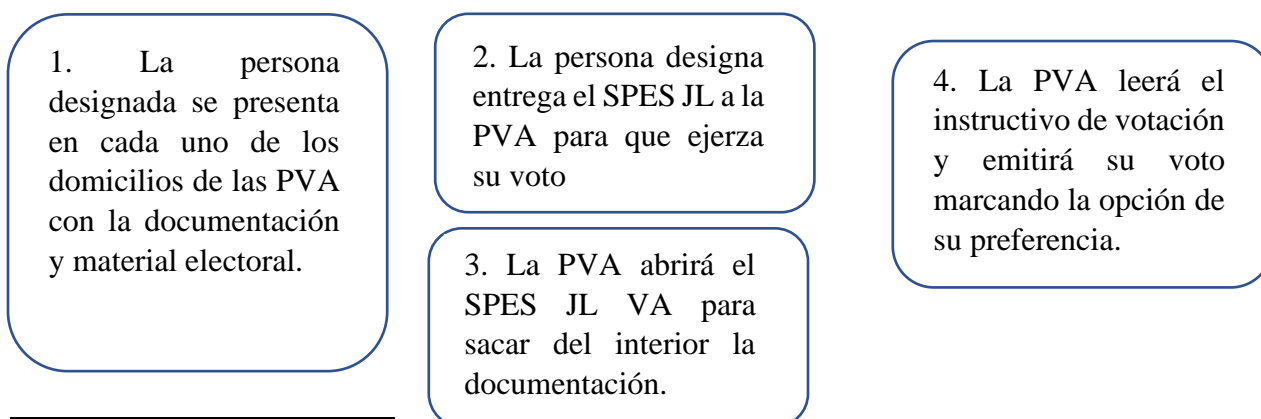 1. La persona
designada se presenta
en cada uno de los
domicilios de las PVA
con la documentación
y material electoral.
2. La persona designa
entrega el SPES JL a la
PVA para que ejerza
su voto
3. La PVA abrirá el
SPES JL VA para
sacar del interior la
documentación.
4. La PVA leerá el
instructivo de votación
y emitirá su voto
marcando la opción de
su preferencia.